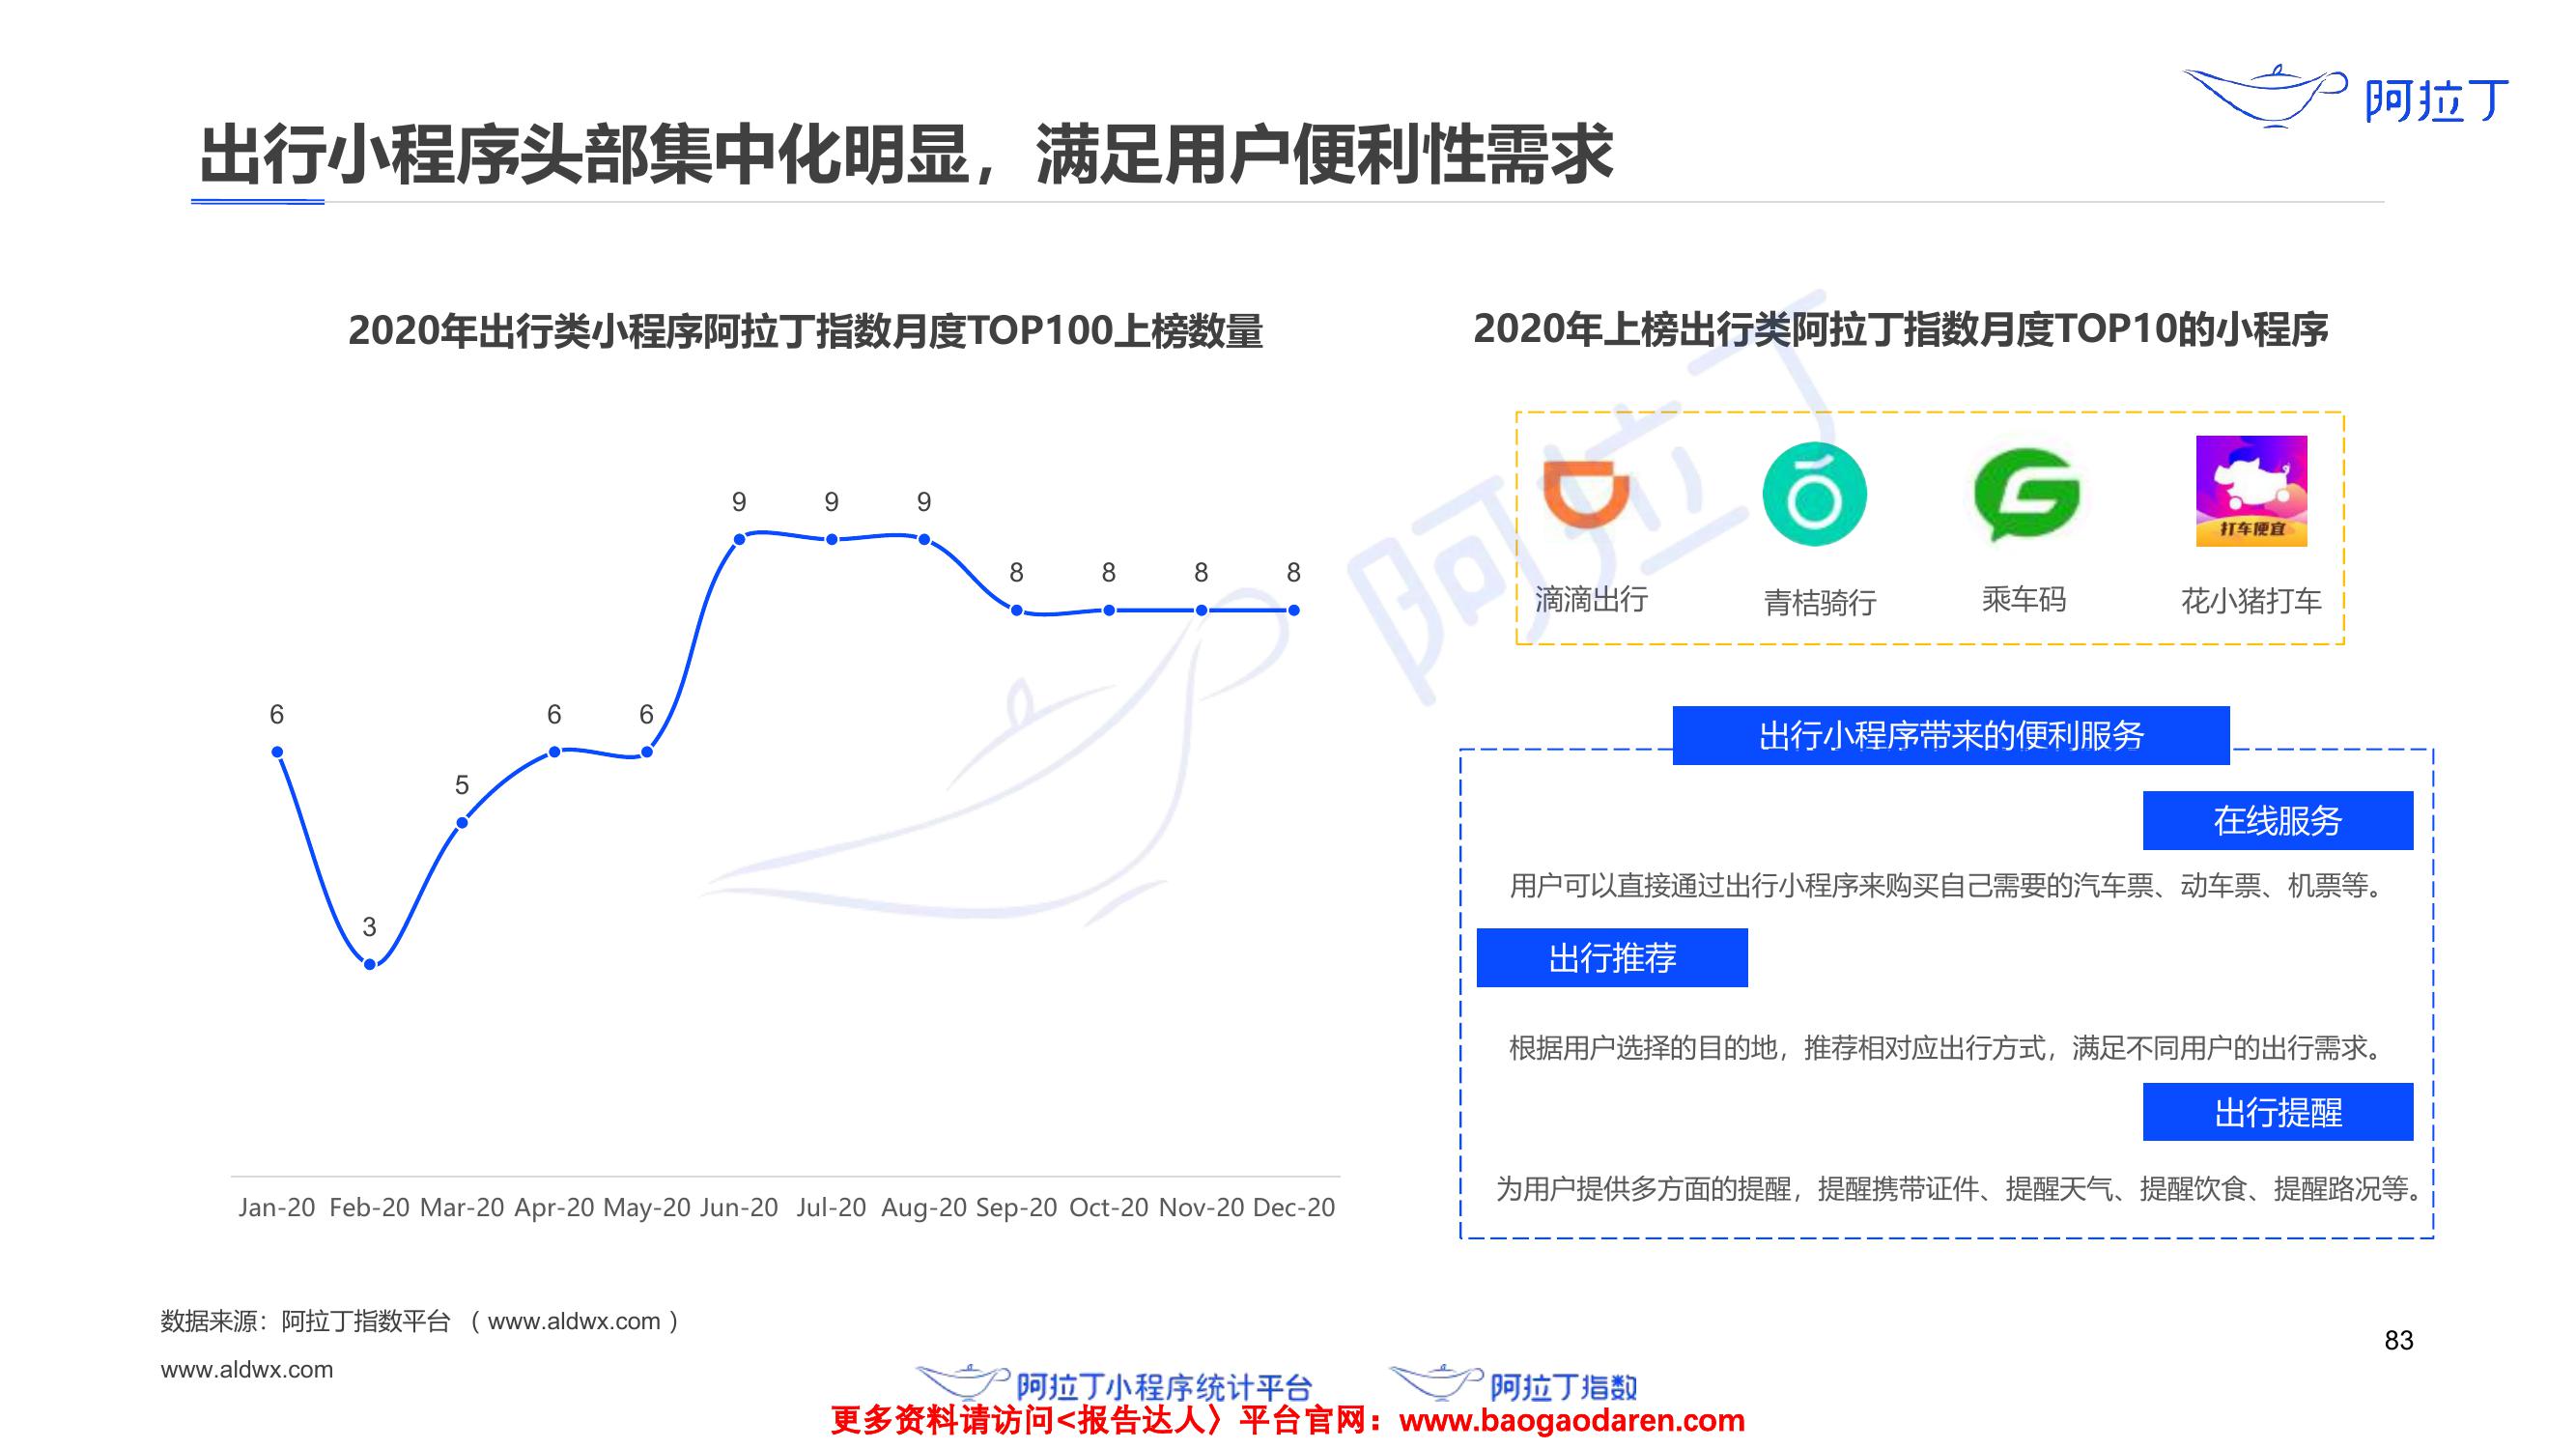 阿拉丁
出行小程序头部集中化明显，满足用户便利性需求
2020年出行类小程序阿拉丁指数月度TOP100上榜数量
9 9 9
8 8 8 8
6 6 6
5
3
Jan-20 Feb-20 Mar-20 Apr-20 May-20 Jun-20 Jul-20 Aug-20 Sep-20 Oct-20 Nov-20 Dec-20
2020年上榜出行类阿拉丁指数月度TOP10的小程序
打车便宜
滴滴出行 青桔骑行 乘车码 花小猪打车
出行小程序带来的便利服务
在线服务
用户可以直接通过出行小程序来购买自己需要的汽车票、动车票、机票等。
出行推荐
根据用户选择的目的地，推荐相对应出行方式，满足不同用户的出行需求。
出行提醒
为用户提供多方面的提醒，提醒携带证件、提醒天气、提醒饮食、提醒路况等。
阿拉丁
数据来源：阿拉丁指数平台 （www.aldwx.com）
83
www.aldwx.com
阿拉丁小程序统计平台 阿拉丁指数
更多资料请访问<报告达人〉平台官网：www.baogaodaren.com